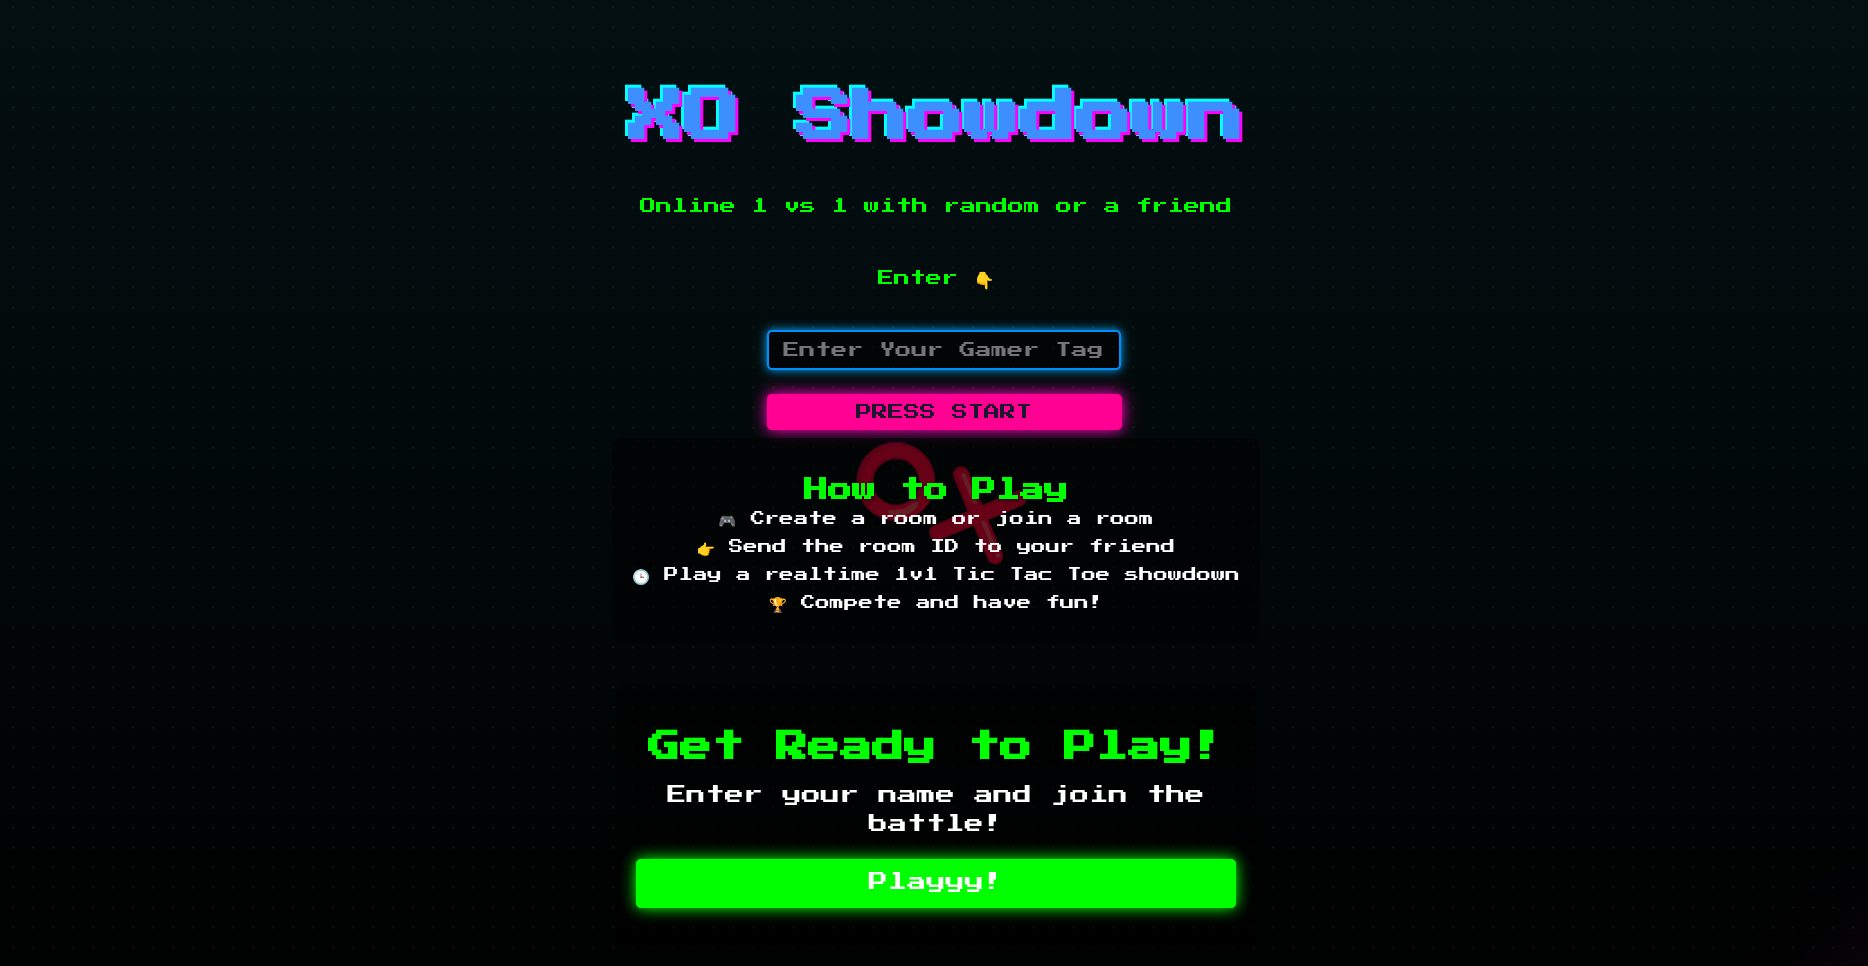 XO Showdown
Online 1 vs 1 with random or a friend
Enter 👇
Enter Your Gamer Tag
PRESS START
How to Play
🎮 Create a room or join a room
👉 Send the room ID to your friend
🕒 Play a realtime 1v1 Tic Tac Toe showdown
🏆 Compete and have fun!
Get Ready to Play!
Enter your name and join the
battle!
Playyy!